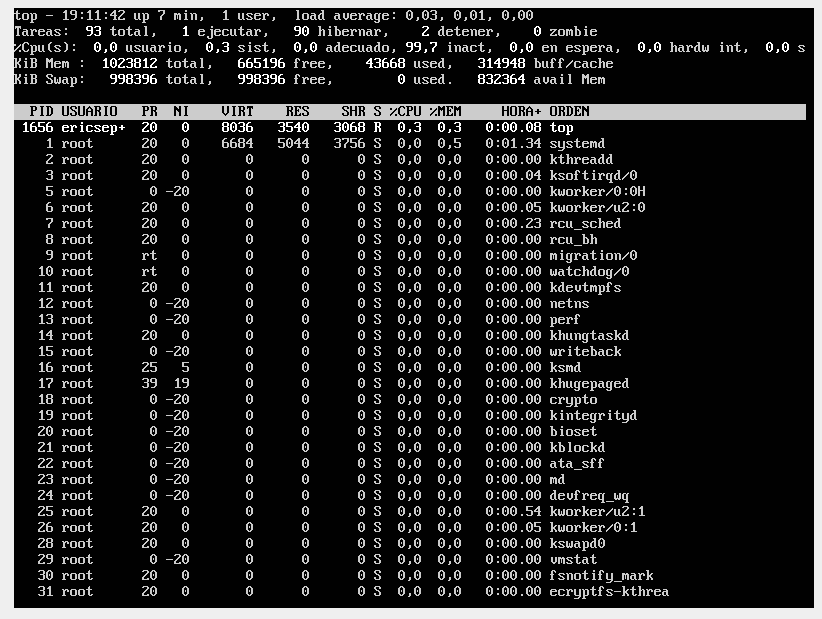 top - 19:11:42 up 7 min,  1 user,  load average: 0,03, 0,01, 0,00
Tareas:  93 total,   1 ejecutar,  90 hibernar,   2 detener,   0 zombie
%Cpu(s):  0,0 usuario,  0,3 sist,  0,0 adecuado, 99,7 inact,  0,0 en espera,  0,0 hardw int,  0,0 s
KiB Mem :  1023812 total,   665196 free,    43668 used,   314948 buff/cache
KiB Swap:   998396 total,   998396 free,        0 used.   832364 avail Mem
PID USUARIO   PR  NI    VIRT    RES    SHR S %CPU %MEM     HORA+ ORDEN
1656 ericsep+  20   0    8036   3540   3068 R  0,3  0,3   0:00.08 top
1 root      20   0    6684   5044   3756 S  0,0  0,5   0:01.34 systemd
2 root      20   0       0      0      0 S  0,0  0,0   0:00.00 kthreadd
3 root      20   0       0      0      0 S  0,0  0,0   0:00.04 ksoftirqd/0
5 root       0 -20       0      0      0 S  0,0  0,0   0:00.00 kworker/0:0H
6 root      20   0       0      0      0 S  0,0  0,0   0:00.05 kworker/u2:0
7 root      20   0       0      0      0 S  0,0  0,0   0:00.23 rcu_sched
8 root      20   0       0      0      0 S  0,0  0,0   0:00.00 rcu_bh
9 root      rt   0       0      0      0 S  0,0  0,0   0:00.00 migration/0
10 root      rt   0       0      0      0 S  0,0  0,0   0:00.00 watchdog/0
11 root      20   0       0      0      0 S  0,0  0,0   0:00.00 kdevtmpfs
12 root       0 -20       0      0      0 S  0,0  0,0   0:00.00 netns
13 root       0 -20       0      0      0 S  0,0  0,0   0:00.00 perf
14 root      20   0       0      0      0 S  0,0  0,0   0:00.00 khungtaskd
15 root       0 -20       0      0      0 S  0,0  0,0   0:00.00 writeback
16 root      25   5       0      0      0 S  0,0  0,0   0:00.00 ksmd
17 root      39  19       0      0      0 S  0,0  0,0   0:00.00 khugepaged
18 root       0 -20       0      0      0 S  0,0  0,0   0:00.00 crypto
19 root       0 -20       0      0      0 S  0,0  0,0   0:00.00 kintegrityd
20 root       0 -20       0      0      0 S  0,0  0,0   0:00.00 bioset
21 root       0 -20       0      0      0 S  0,0  0,0   0:00.00 kblockd
22 root       0 -20       0      0      0 S  0,0  0,0   0:00.00 ata_sff
23 root       0 -20       0      0      0 S  0,0  0,0   0:00.00 md
24 root       0 -20       0      0      0 S  0,0  0,0   0:00.00 devfreq_wq
25 root      20   0       0      0      0 S  0,0  0,0   0:00.54 kworker/u2:1
26 root      20   0       0      0      0 S  0,0  0,0   0:00.05 kworker/0:1
28 root      20   0       0      0      0 S  0,0  0,0   0:00.00 kswapd0
29 root       0 -20       0      0      0 S  0,0  0,0   0:00.00 vmstat
30 root      20   0       0      0      0 S  0,0  0,0   0:00.00 fsnotify_mark
31 root      20   0       0      0      0 S  0,0  0,0   0:00.00 ecryptfs-kthrea